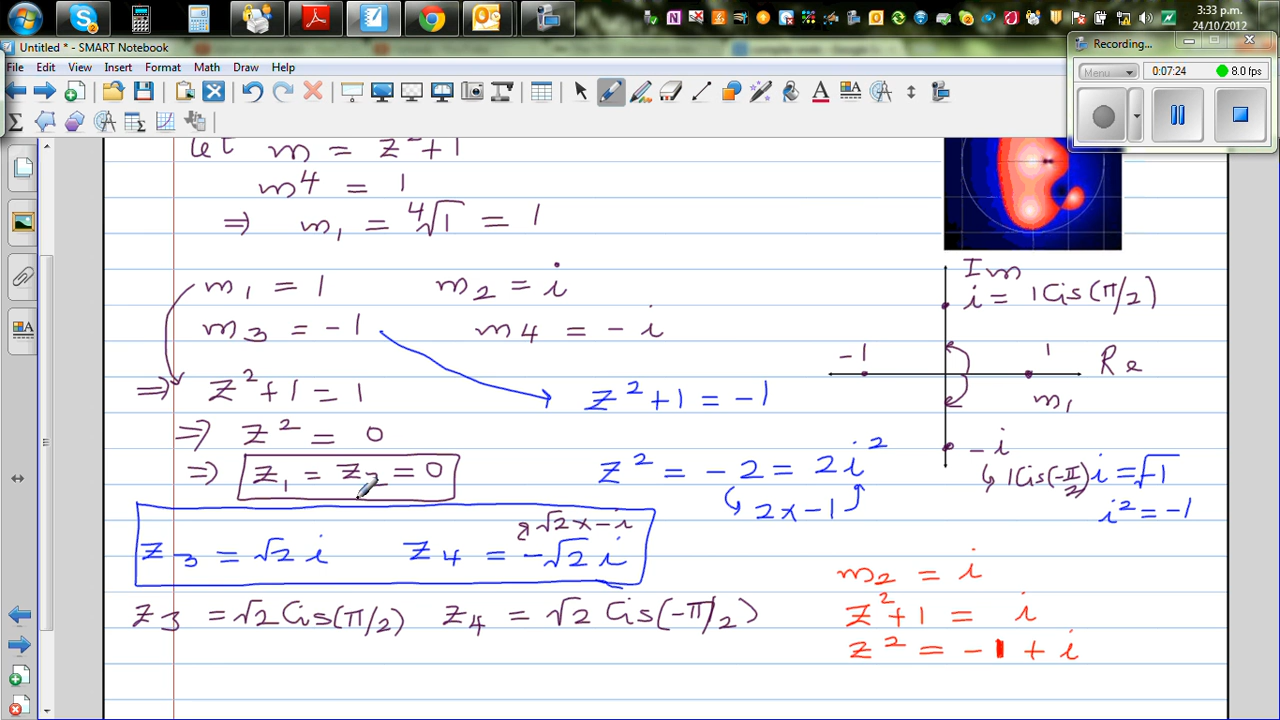 3:33 p.m.
24/10/2012
Untitled * - SMART Notebook
File Edit View Insert Format Math Draw Help
Recording...
Menu 0:07:24 8.0 fps
let m = z²+1
m⁴ = 1
⇒ m₁ = ⁴√1 = 1
m₁ = 1 m₂ = i
m₃ = -1 m₄ = -i
Im
i = 1Cis(π/2)
-1 1 Re
m₁
-i
↳ 1Cis(-π/2) i = √-1
i² = -1
⇒ z²+1 = 1
⇒ z² = 0
⇒ z₁ = z₂ = 0
z²+1 = -1
z² = -2 = 2i²
2x-1
√2 x -i
z₃ = √2 i z₄ = -√2 i
z₃ = √2 Cis(π/2) z₄ = √2 Cis(-π/2)
m₂ = i
z²+1 = i
z² = -1 + i